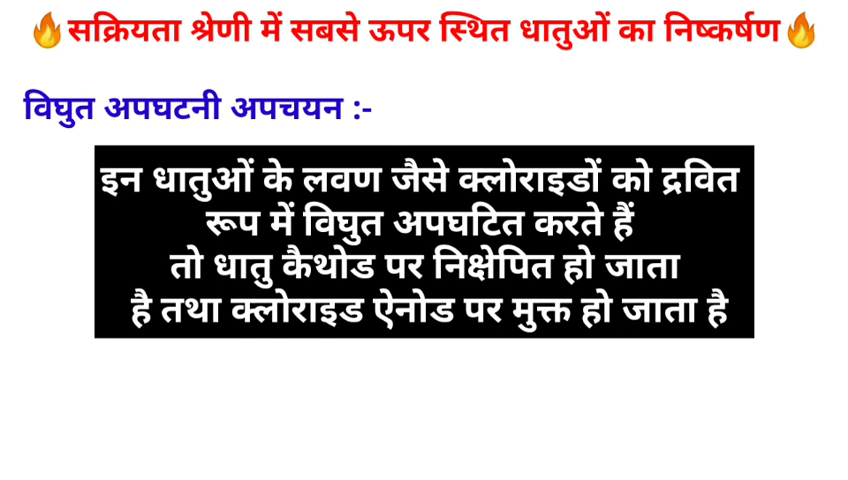 🔥सक्रियता श्रेणी में सबसे ऊपर स्थित धातुओं का निष्कर्षण🔥
विघुत अपघटनी अपचयन :-
इन धातुओं के लवण जैसे क्लोराइडों को द्रवित
रूप में विघुत अपघटित करते हैं
तो धातु कैथोड पर निक्षेपित हो जाता
है तथा क्लोराइड ऐनोड पर मुक्त हो जाता है